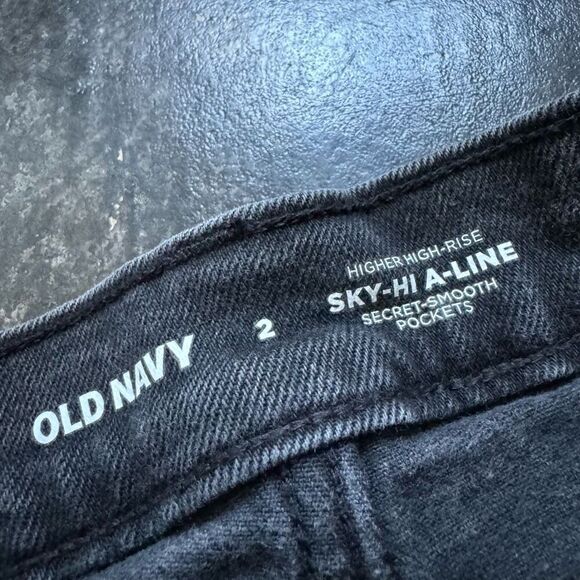 OLD NAVY
2
HIGHER HIGH-RISE
SKY-HI A-LINE
SECRET-SMOOTH
POCKETS